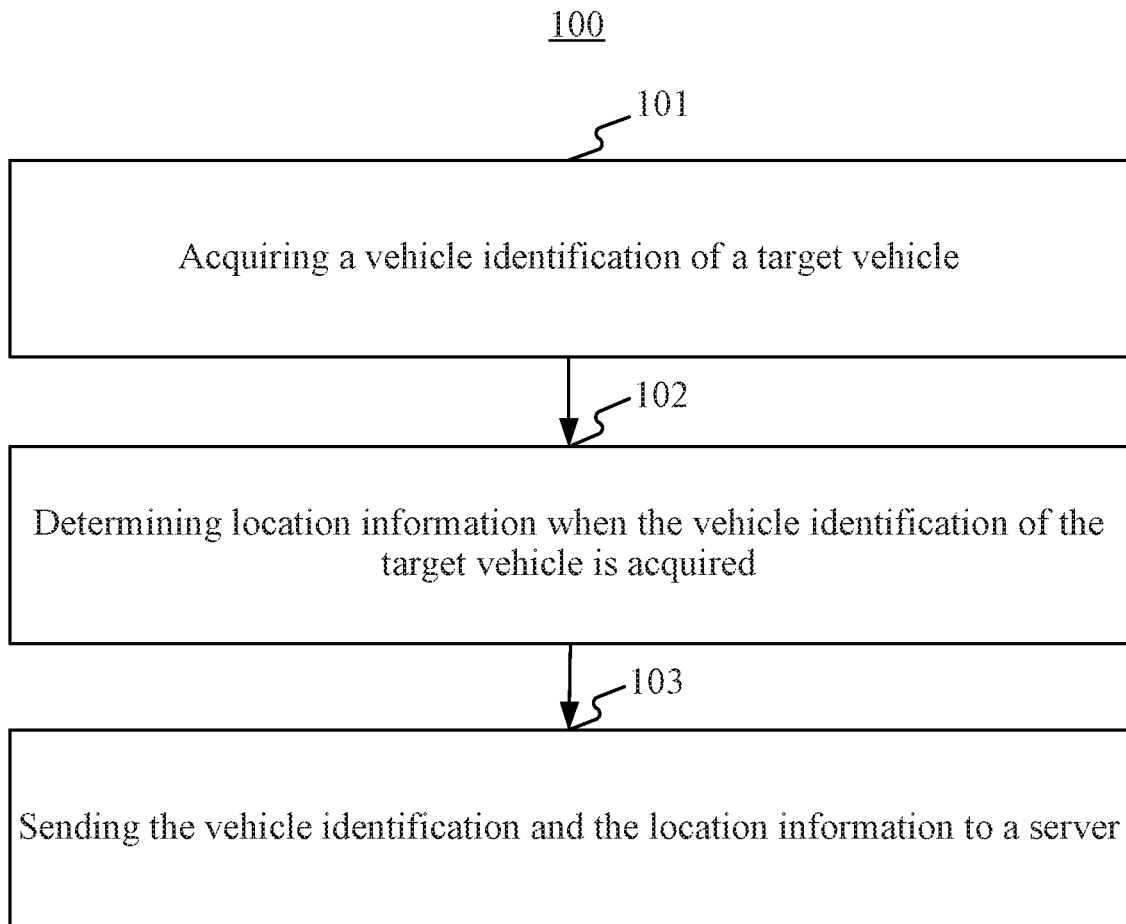 100
101
Acquiring a vehicle identification of a target vehicle
102
Determining location information when the vehicle identification of the
target vehicle is acquired
103
Sending the vehicle identification and the location information to a server